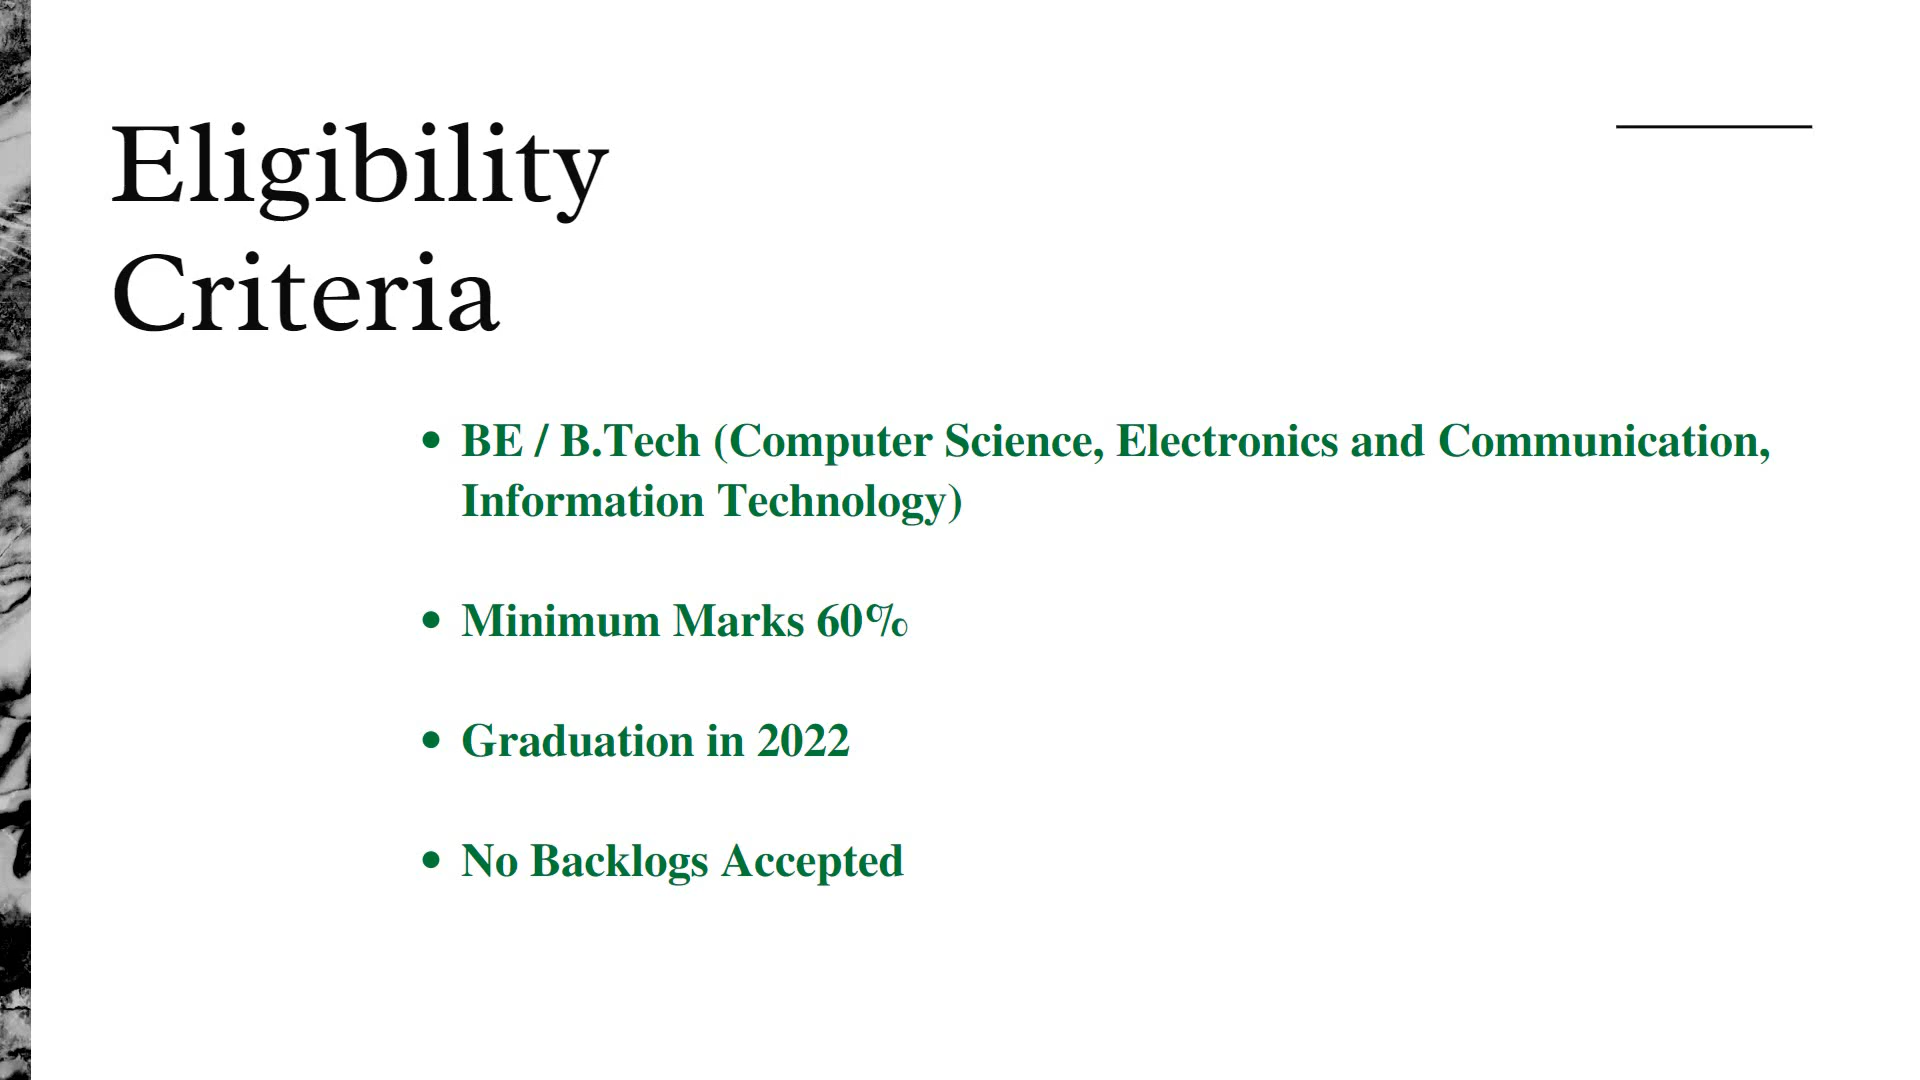 Eligibility
Criteria
• BE / B.Tech (Computer Science, Electronics and Communication,
Information Technology)
• Minimum Marks 60%
• Graduation in 2022
• No Backlogs Accepted